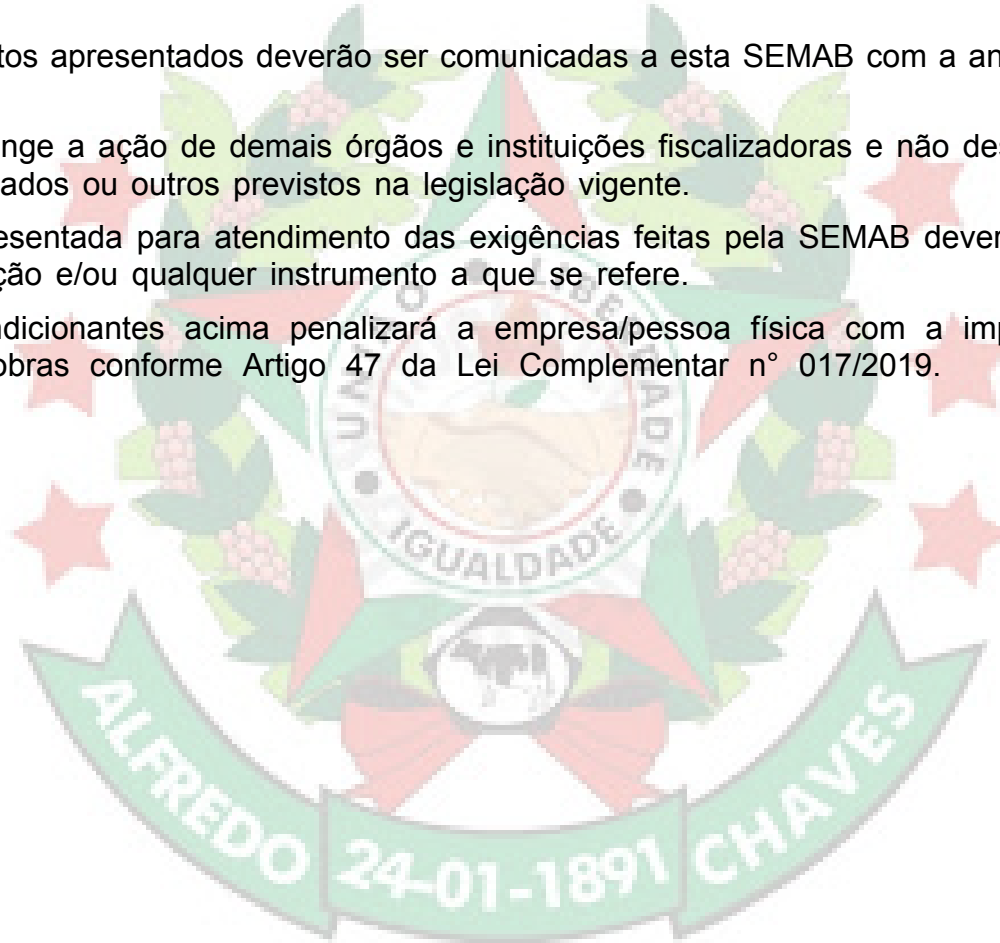 tos apresentados deverão ser comunicadas a esta SEMAB com a an
nge a ação de demais órgãos e instituições fiscalizadoras e não des
ados ou outros previstos na legislação vigente.
esentada para atendimento das exigências feitas pela SEMAB dever
ção e/ou qualquer instrumento a que se refere.
ndicionantes acima penalizará a empresa/pessoa física com a imp
obras conforme Artigo 47 da Lei Complementar n° 017/2019.
UNIÃO LIBERDADE
IGUALDADE
ALFREDO 24-01-1891 CHAVES